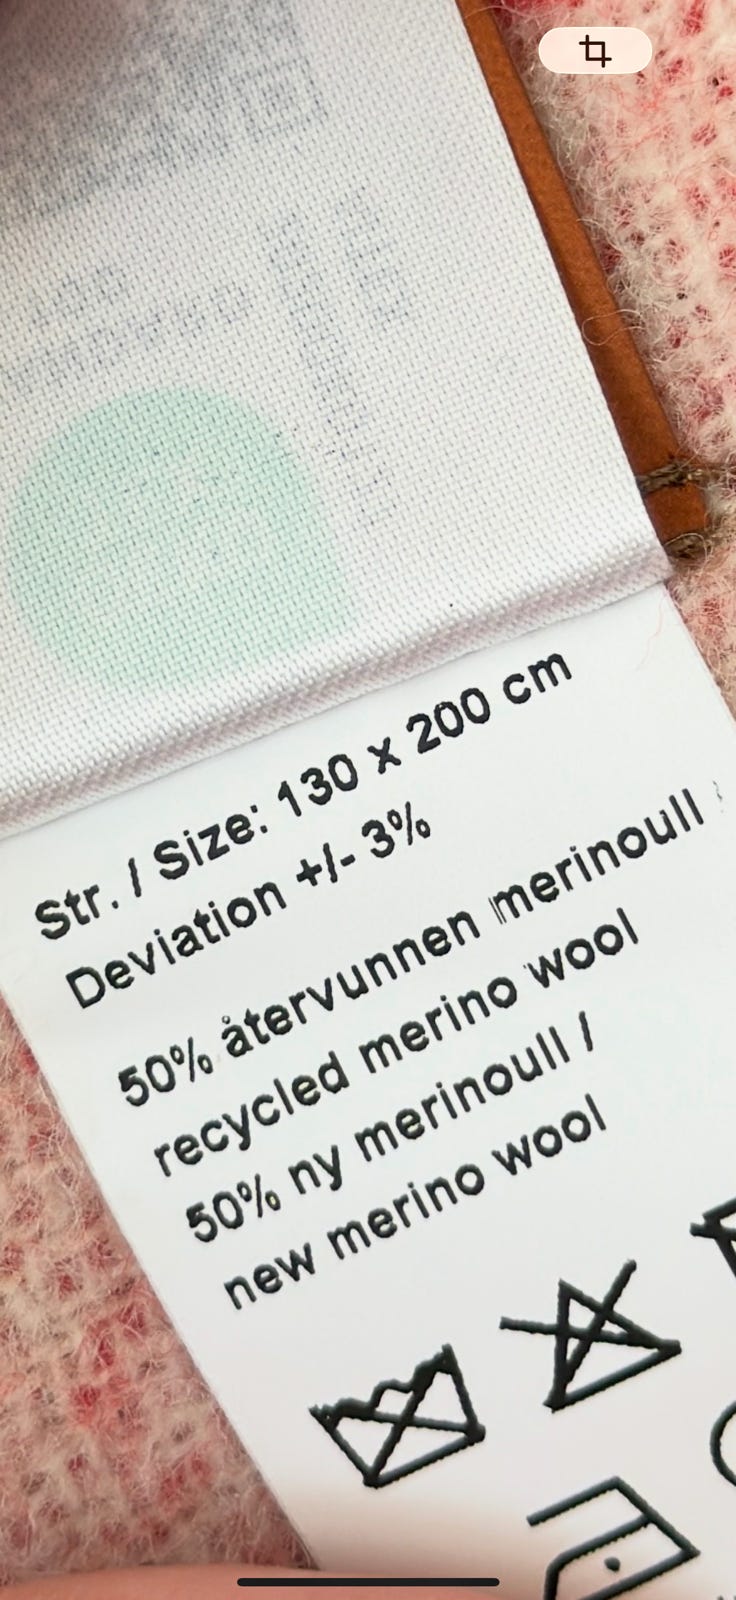 Str. / Size: 130 x 200 cm
Deviation +/- 3%
50% återvunnen merinoull
recycled merino wool
50% ny merinoull /
new merino wool